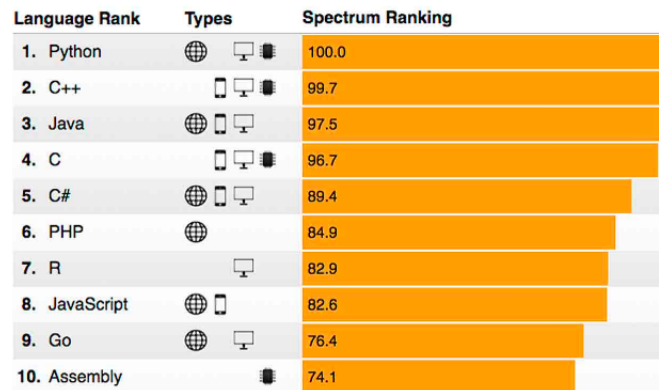 Language Rank Types Spectrum Ranking
1. Python 100.0
2. C++ 99.7
3. Java 97.5
4. C 96.7
5. C# 89.4
6. PHP 84.9
7. R 82.9
8. JavaScript 82.6
9. Go 76.4
10. Assembly 74.1